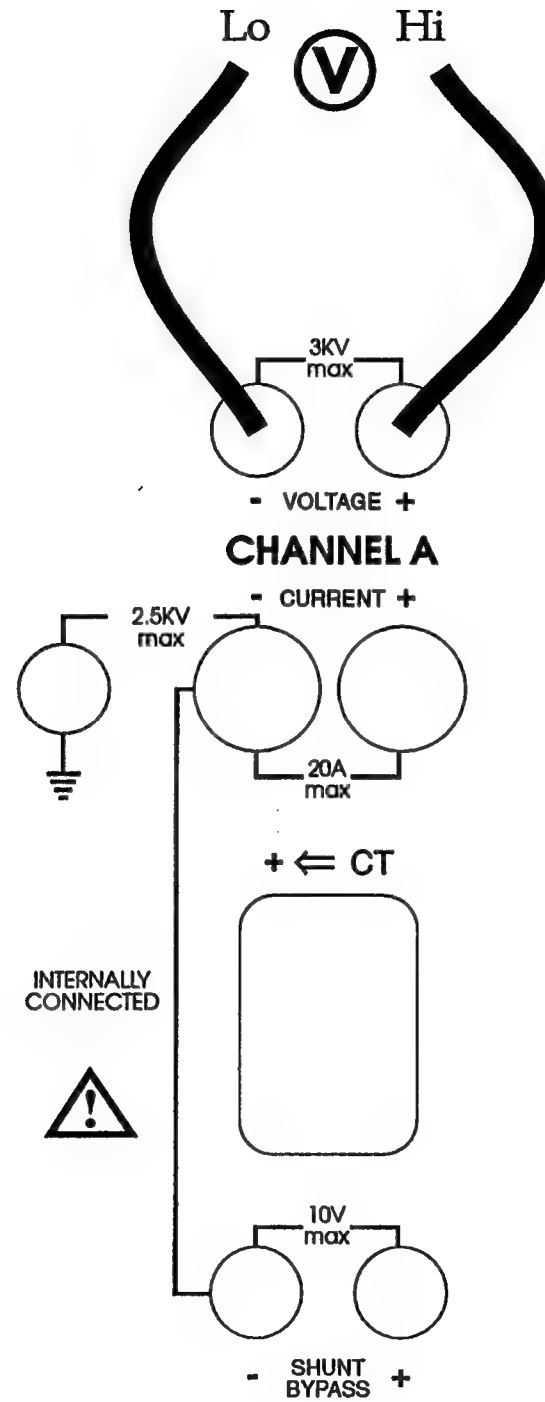 Lo V Hi
3KV
max
- VOLTAGE +
CHANNEL A
- CURRENT +
2.5KV
max
20A
max
+ ⇐ CT
INTERNALLY
CONNECTED
!
10V
max
- SHUNT +
BYPASS